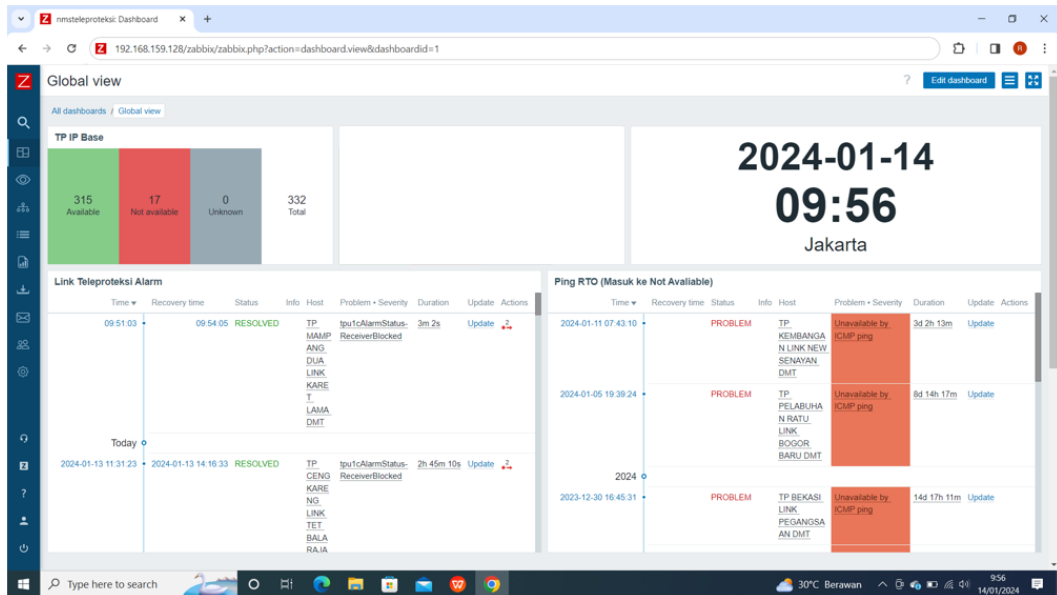 nmsteleproteksi: Dashboard
192.168.159.128/zabbix/zabbix.php?action=dashboard.view&dashboardid=1
Global view
? Edit dashboard
All dashboards / Global view
TP IP Base
315
Available
17
Not available
0
Unknown
332
Total
2024-01-14
09:56
Jakarta
Link Teleproteksi Alarm
Time Recovery time Status Info Host Problem • Severity Duration Update Actions
09:51:03 09:54:05 RESOLVED TP tpu1cAlarmStatus- 3m 2s Update 2
MAMP ReceiverBlocked
ANG
DUA
LINK
KARE
T
LAMA
DMT
Today
2024-01-13 11:31:23 2024-01-13 14:16:33 RESOLVED TP tpu1cAlarmStatus- 2h 45m 10s Update 2
CENG ReceiverBlocked
KARE
NG
LINK
TET
BALA
RAJA
Ping RTO (Masuk ke Not Avaliable)
Time Recovery time Status Info Host Problem • Severity Duration Update Actions
2024-01-11 07:43:10 PROBLEM TP Unavailable by 3d 2h 13m Update
KEMBANGA ICMP ping
N LINK NEW
SENAYAN
DMT
2024-01-05 19:39:24 PROBLEM TP Unavailable by 8d 14h 17m Update
PELABUHA ICMP ping
N RATU
LINK
BOGOR
BARU DMT
2024
2023-12-30 16:45:31 PROBLEM TP BEKASI Unavailable by 14d 17h 11m Update
LINK ICMP ping
PEGANGSA
AN DMT
Type here to search
30°C Berawan
9:56
14/01/2024